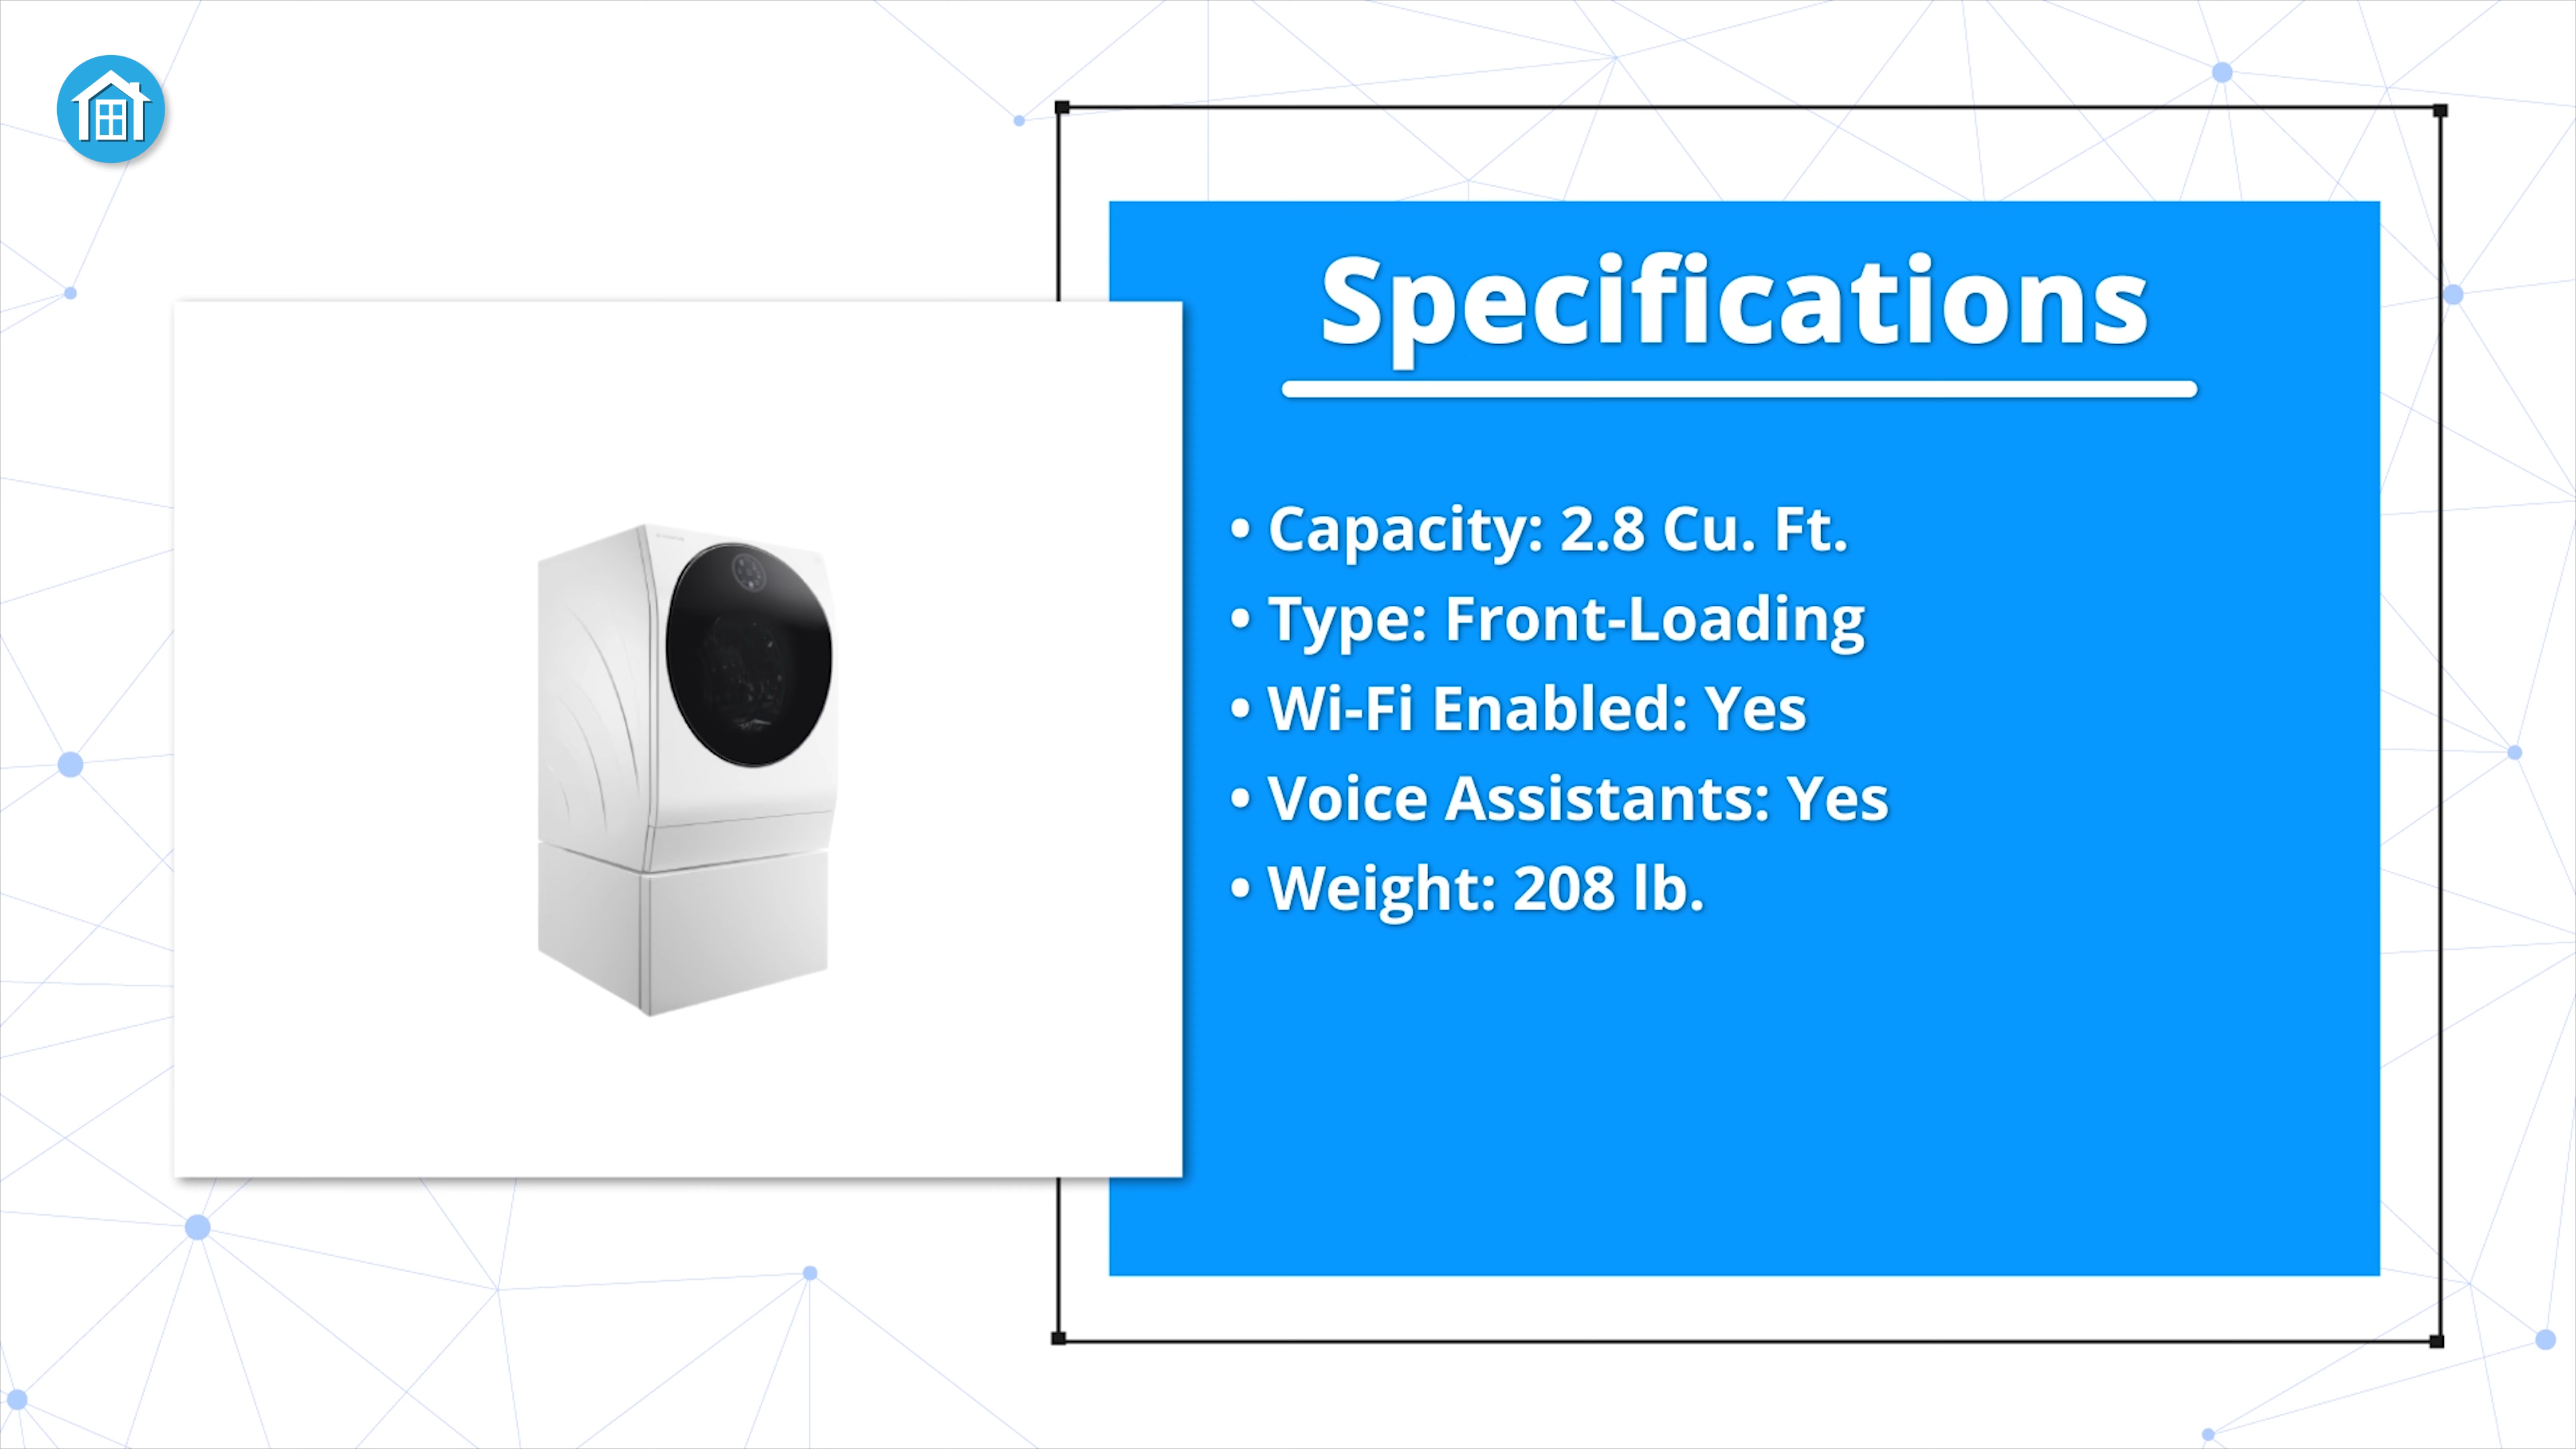 Specifications
• Capacity: 2.8 Cu. Ft.
• Type: Front-Loading
• Wi-Fi Enabled: Yes
• Voice Assistants: Yes
• Weight: 208 lb.